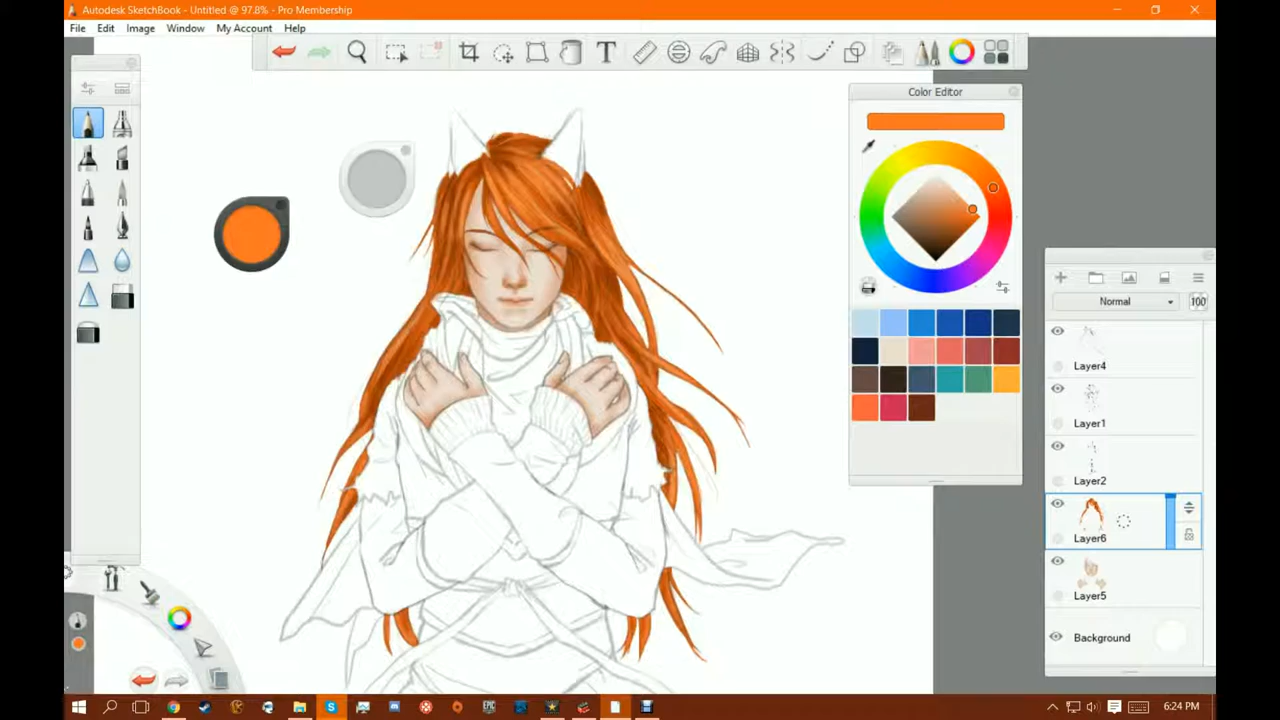 Autodesk SketchBook - Untitled @ 97.8% - Pro Membership
File Edit Image Window My Account Help
Color Editor
Normal
100
Layer4
Layer1
Layer2
Layer6
Layer5
Background
6:24 PM